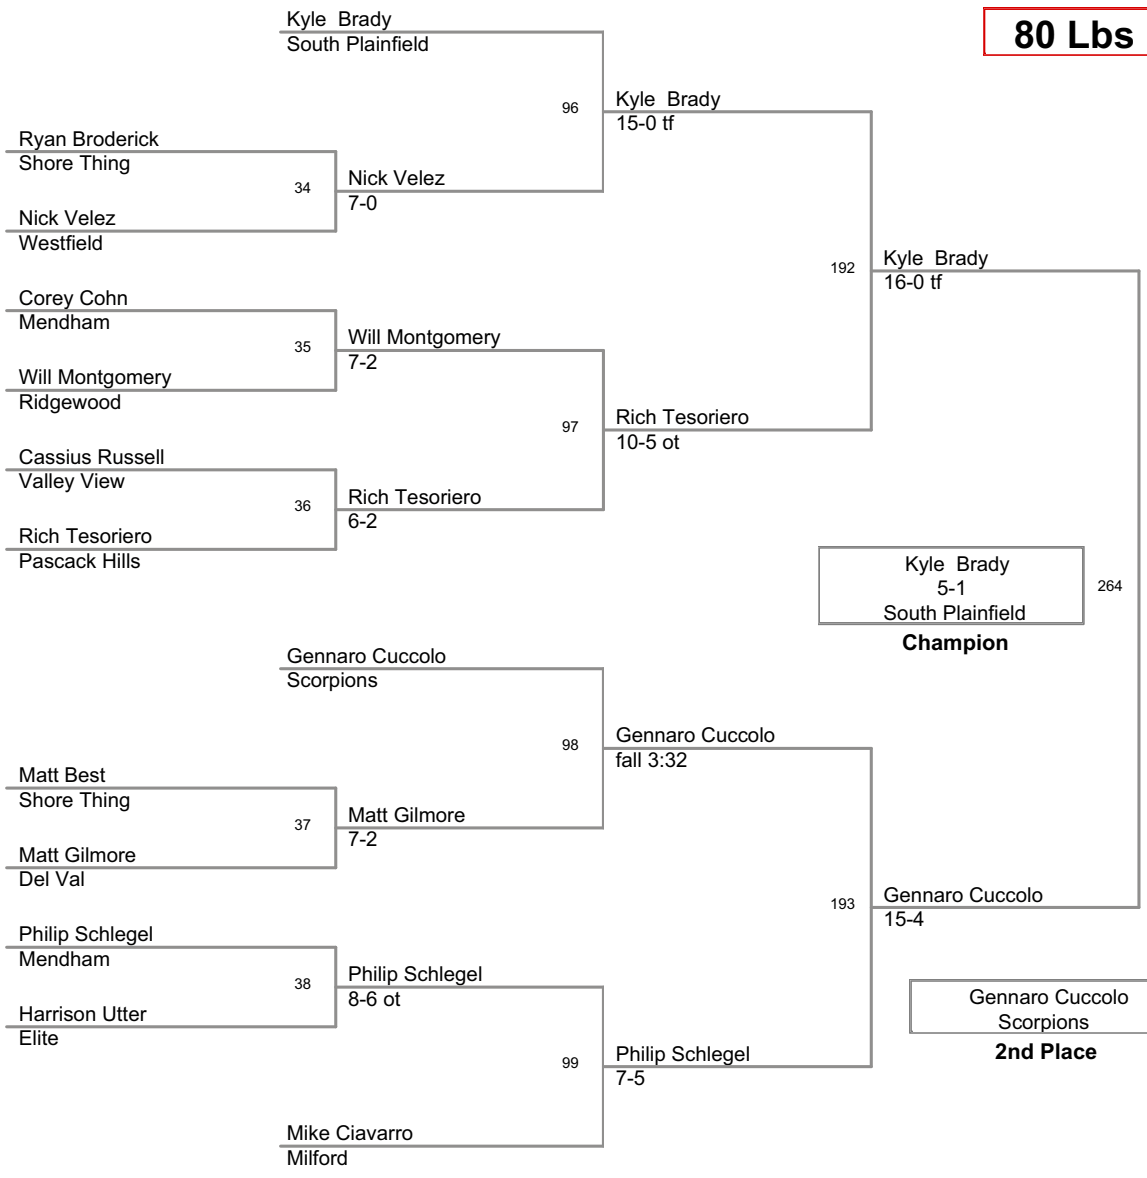 Kyle  Brady
South Plainfield
80 Lbs
96
Kyle  Brady
15-0 tf
Ryan Broderick
Shore Thing
34
Nick Velez
7-0
Nick Velez
Westfield
192
Kyle  Brady
16-0 tf
Corey Cohn
Mendham
35
Will Montgomery
7-2
Will Montgomery
Ridgewood
97
Rich Tesoriero
10-5 ot
Cassius Russell
Valley View
36
Rich Tesoriero
6-2
Rich Tesoriero
Pascack Hills
Kyle  Brady
5-1
South Plainfield
Champion
264
Gennaro Cuccolo
Scorpions
98
Gennaro Cuccolo
fall 3:32
Matt Best
Shore Thing
37
Matt Gilmore
7-2
Matt Gilmore
Del Val
193
Gennaro Cuccolo
15-4
Philip Schlegel
Mendham
38
Philip Schlegel
8-6 ot
Harrison Utter
Elite
Gennaro Cuccolo
Scorpions
2nd Place
99
Philip Schlegel
7-5
Mike Ciavarro
Milford